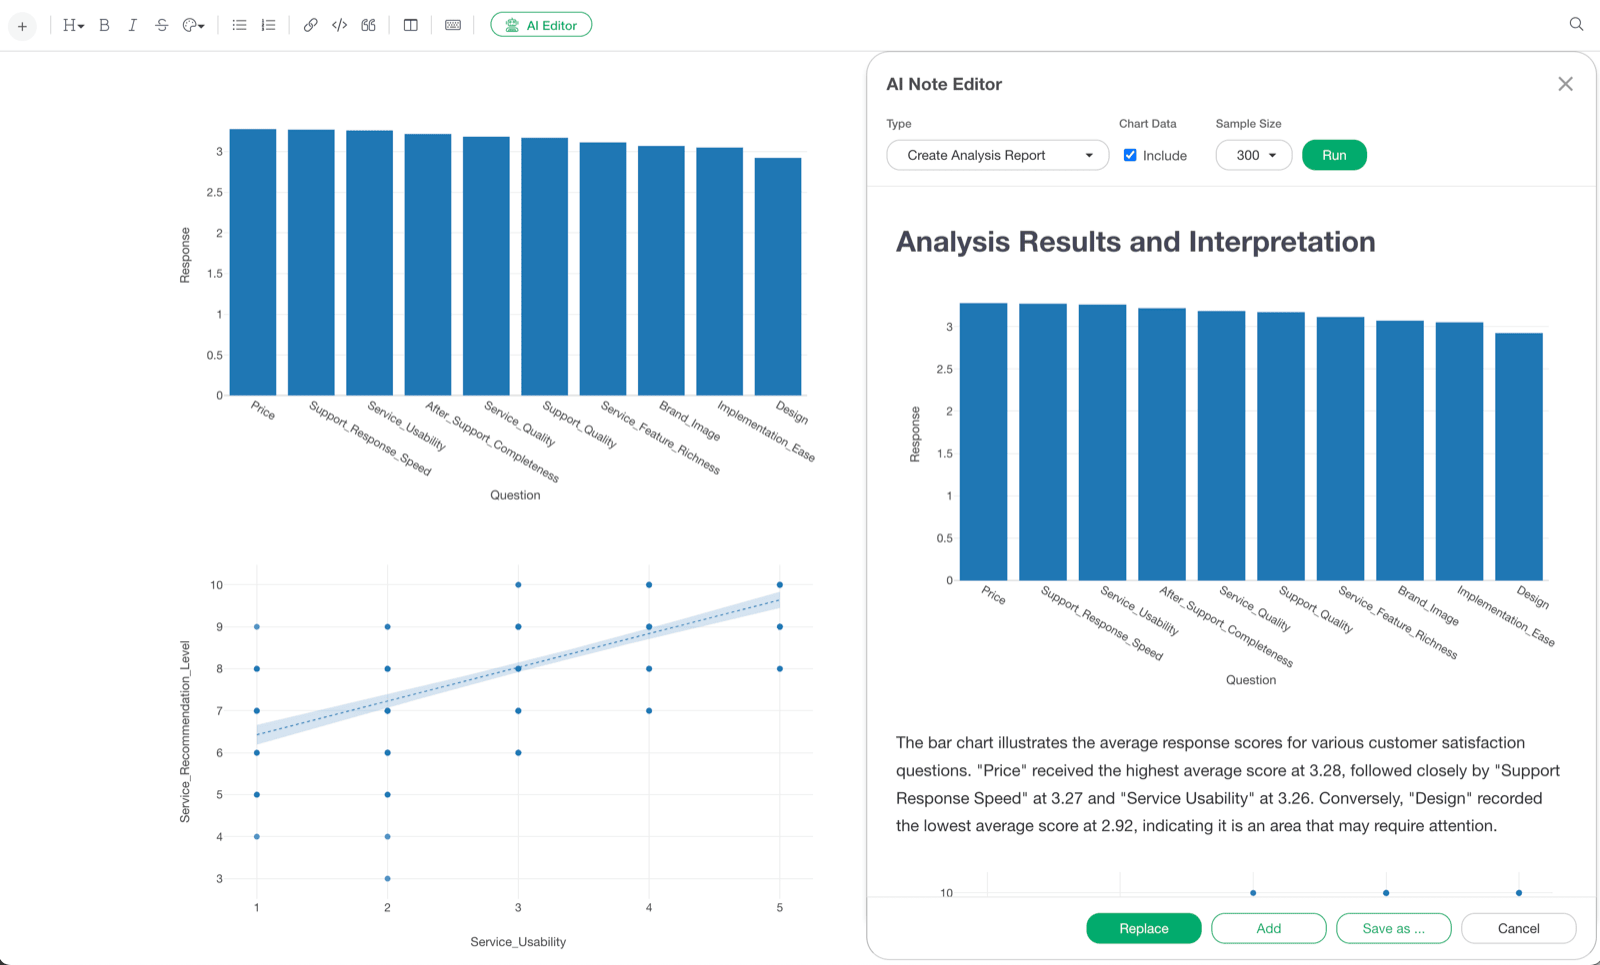 H B I S AI Editor
3
2.5
2
1.5
1
0.5
0
Response
Price
Support_Response_Speed
Service_Usability
After_Support_Completeness
Service_Quality
Support_Quality
Service_Feature_Richness
Brand_Image
Implementation_Ease
Design
Question
10
9
8
7
6
5
4
3
Service_Recommendation_Level
1 2 3 4 5
Service_Usability
AI Note Editor
Type Chart Data Sample Size
Create Analysis Report Include 300 Run
Analysis Results and Interpretation
3
2.5
2
1.5
1
0.5
0
Response
Price
Support_Response_Speed
Service_Usability
After_Support_Completeness
Service_Quality
Support_Quality
Service_Feature_Richness
Brand_Image
Implementation_Ease
Design
Question
The bar chart illustrates the average response scores for various customer satisfaction
questions. "Price" received the highest average score at 3.28, followed closely by "Support
Response Speed" at 3.27 and "Service Usability" at 3.26. Conversely, "Design" recorded
the lowest average score at 2.92, indicating it is an area that may require attention.
10
Replace Add Save as ... Cancel